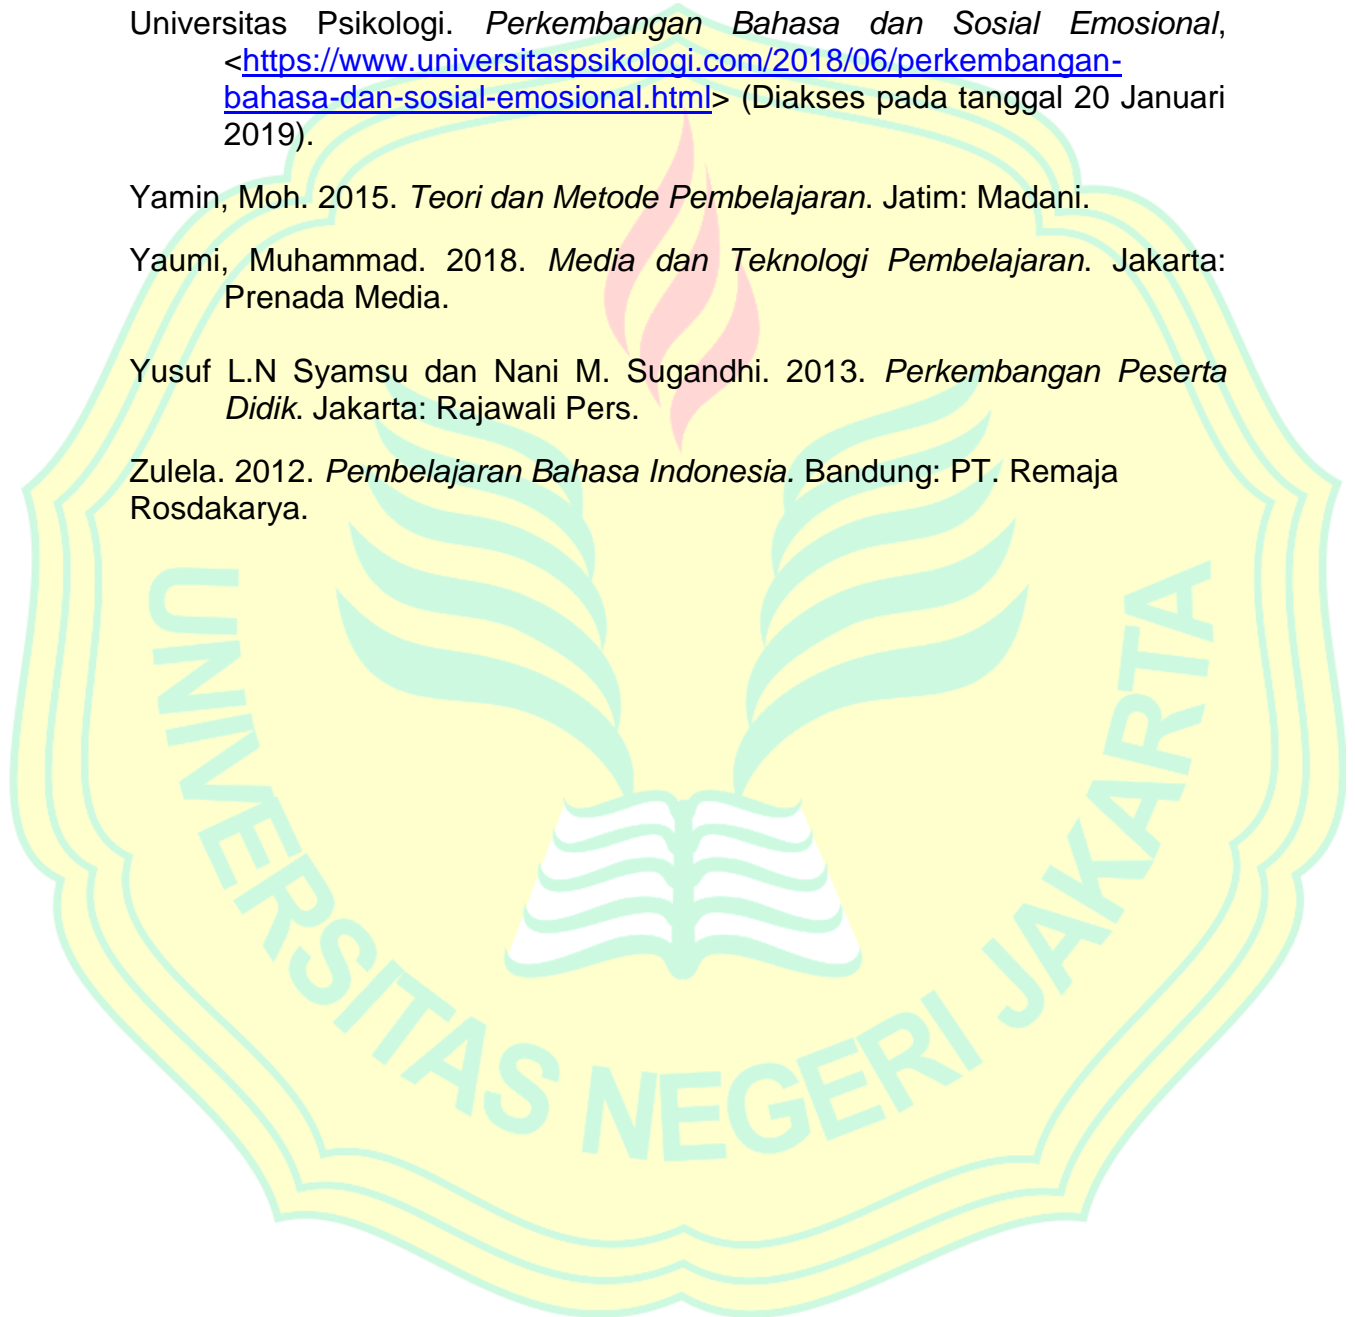 Universitas Psikologi. Perkembangan Bahasa dan Sosial Emosional,
<https://www.universitaspsikologi.com/2018/06/perkembangan-
bahasa-dan-sosial-emosional.html> (Diakses pada tanggal 20 Januari
2019).
Yamin, Moh. 2015. Teori dan Metode Pembelajaran. Jatim: Madani.
Yaumi, Muhammad. 2018. Media dan Teknologi Pembelajaran. Jakarta:
Prenada Media.
Yusuf L.N Syamsu dan Nani M. Sugandhi. 2013. Perkembangan Peserta
Didik. Jakarta: Rajawali Pers.
Zulela. 2012. Pembelajaran Bahasa Indonesia. Bandung: PT. Remaja
Rosdakarya.
UNIVERSITAS NEGERI JAKARTA